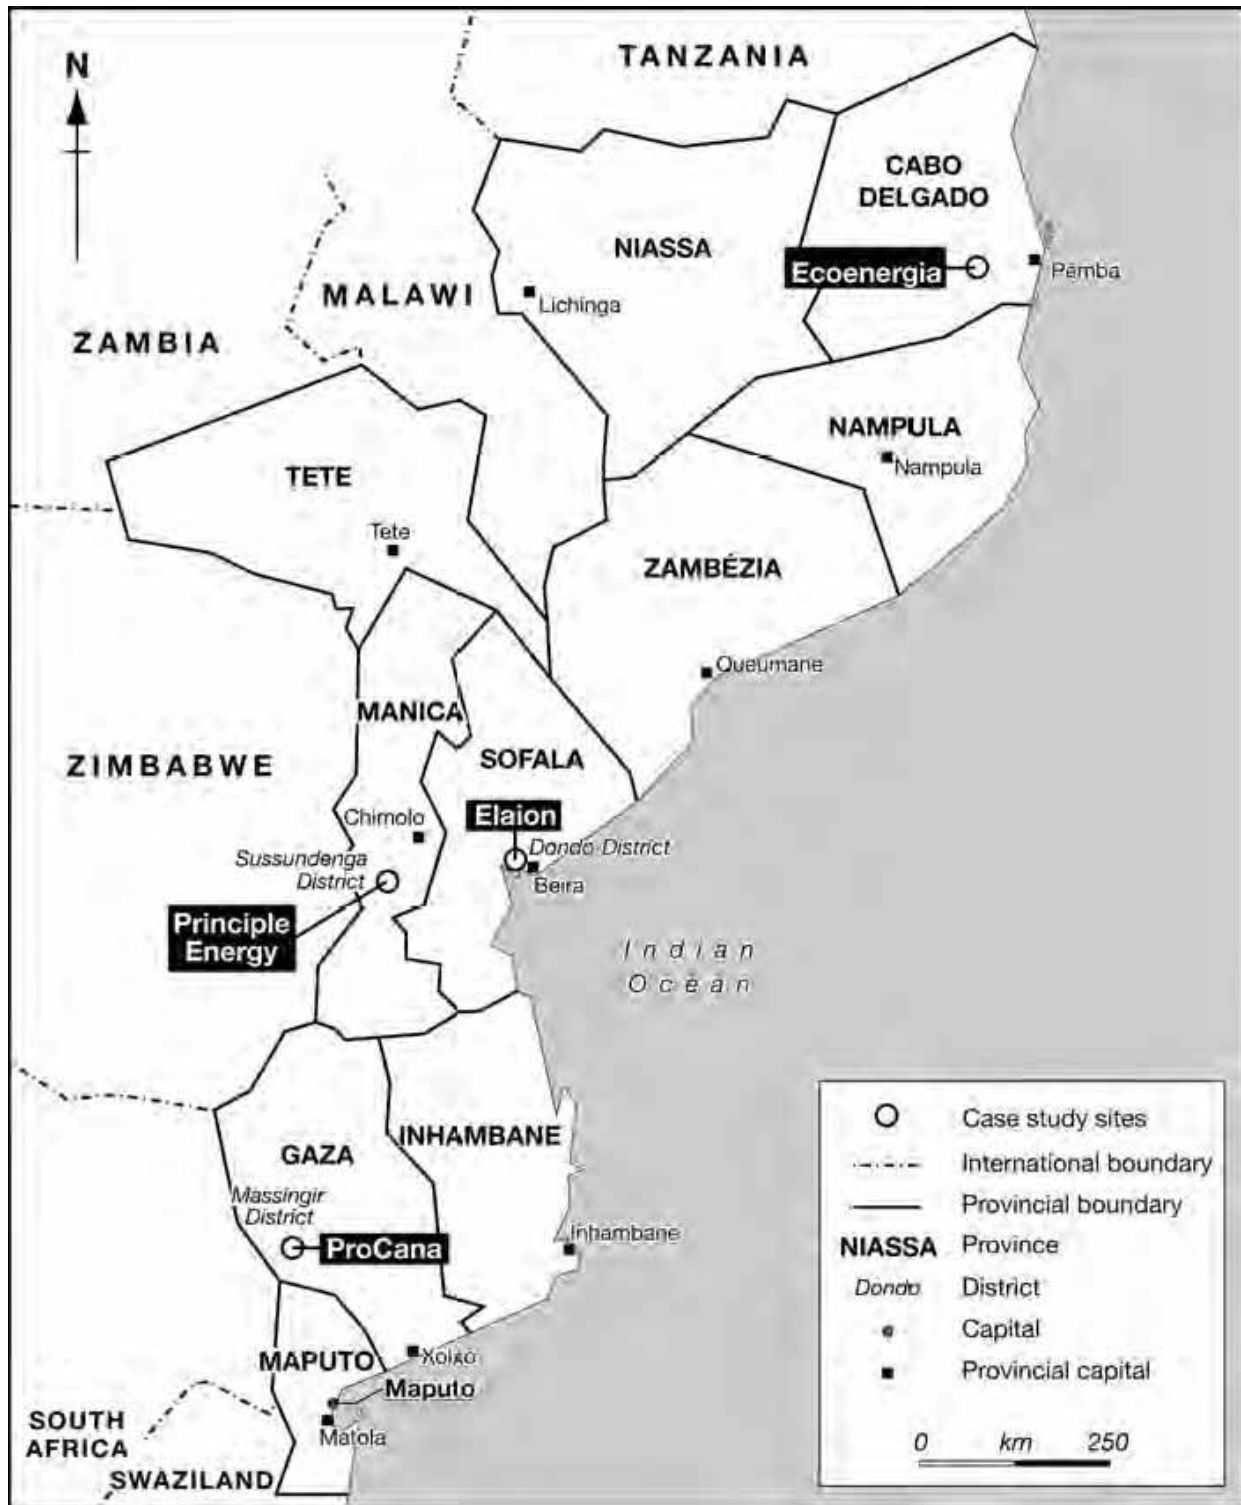 N
TANZANIA
CABO
DELGADO
NIASSA
Ecoenergia
Pemba
MALAWI
Lichinga
ZAMBIA
NAMPULA
Nampula
TETE
Tete
ZAMBÉZIA
Queumane
MANICA
SOFALA
ZIMBABWE
Elaion
Chimolo
Dondo District
Sussundenga
District
Beira
Principle
Energy
Indian
Ocean
INHAMBANE
GAZA
Massingir
District
ProCana
Inhambane
MAPUTO
Xoixo
Maputo
Matola
SOUTH
AFRICA
SWAZILAND
Case study sites
International boundary
Provincial boundary
NIASSA Province
Dondo District
Capital
Provincial capital
0 km 250